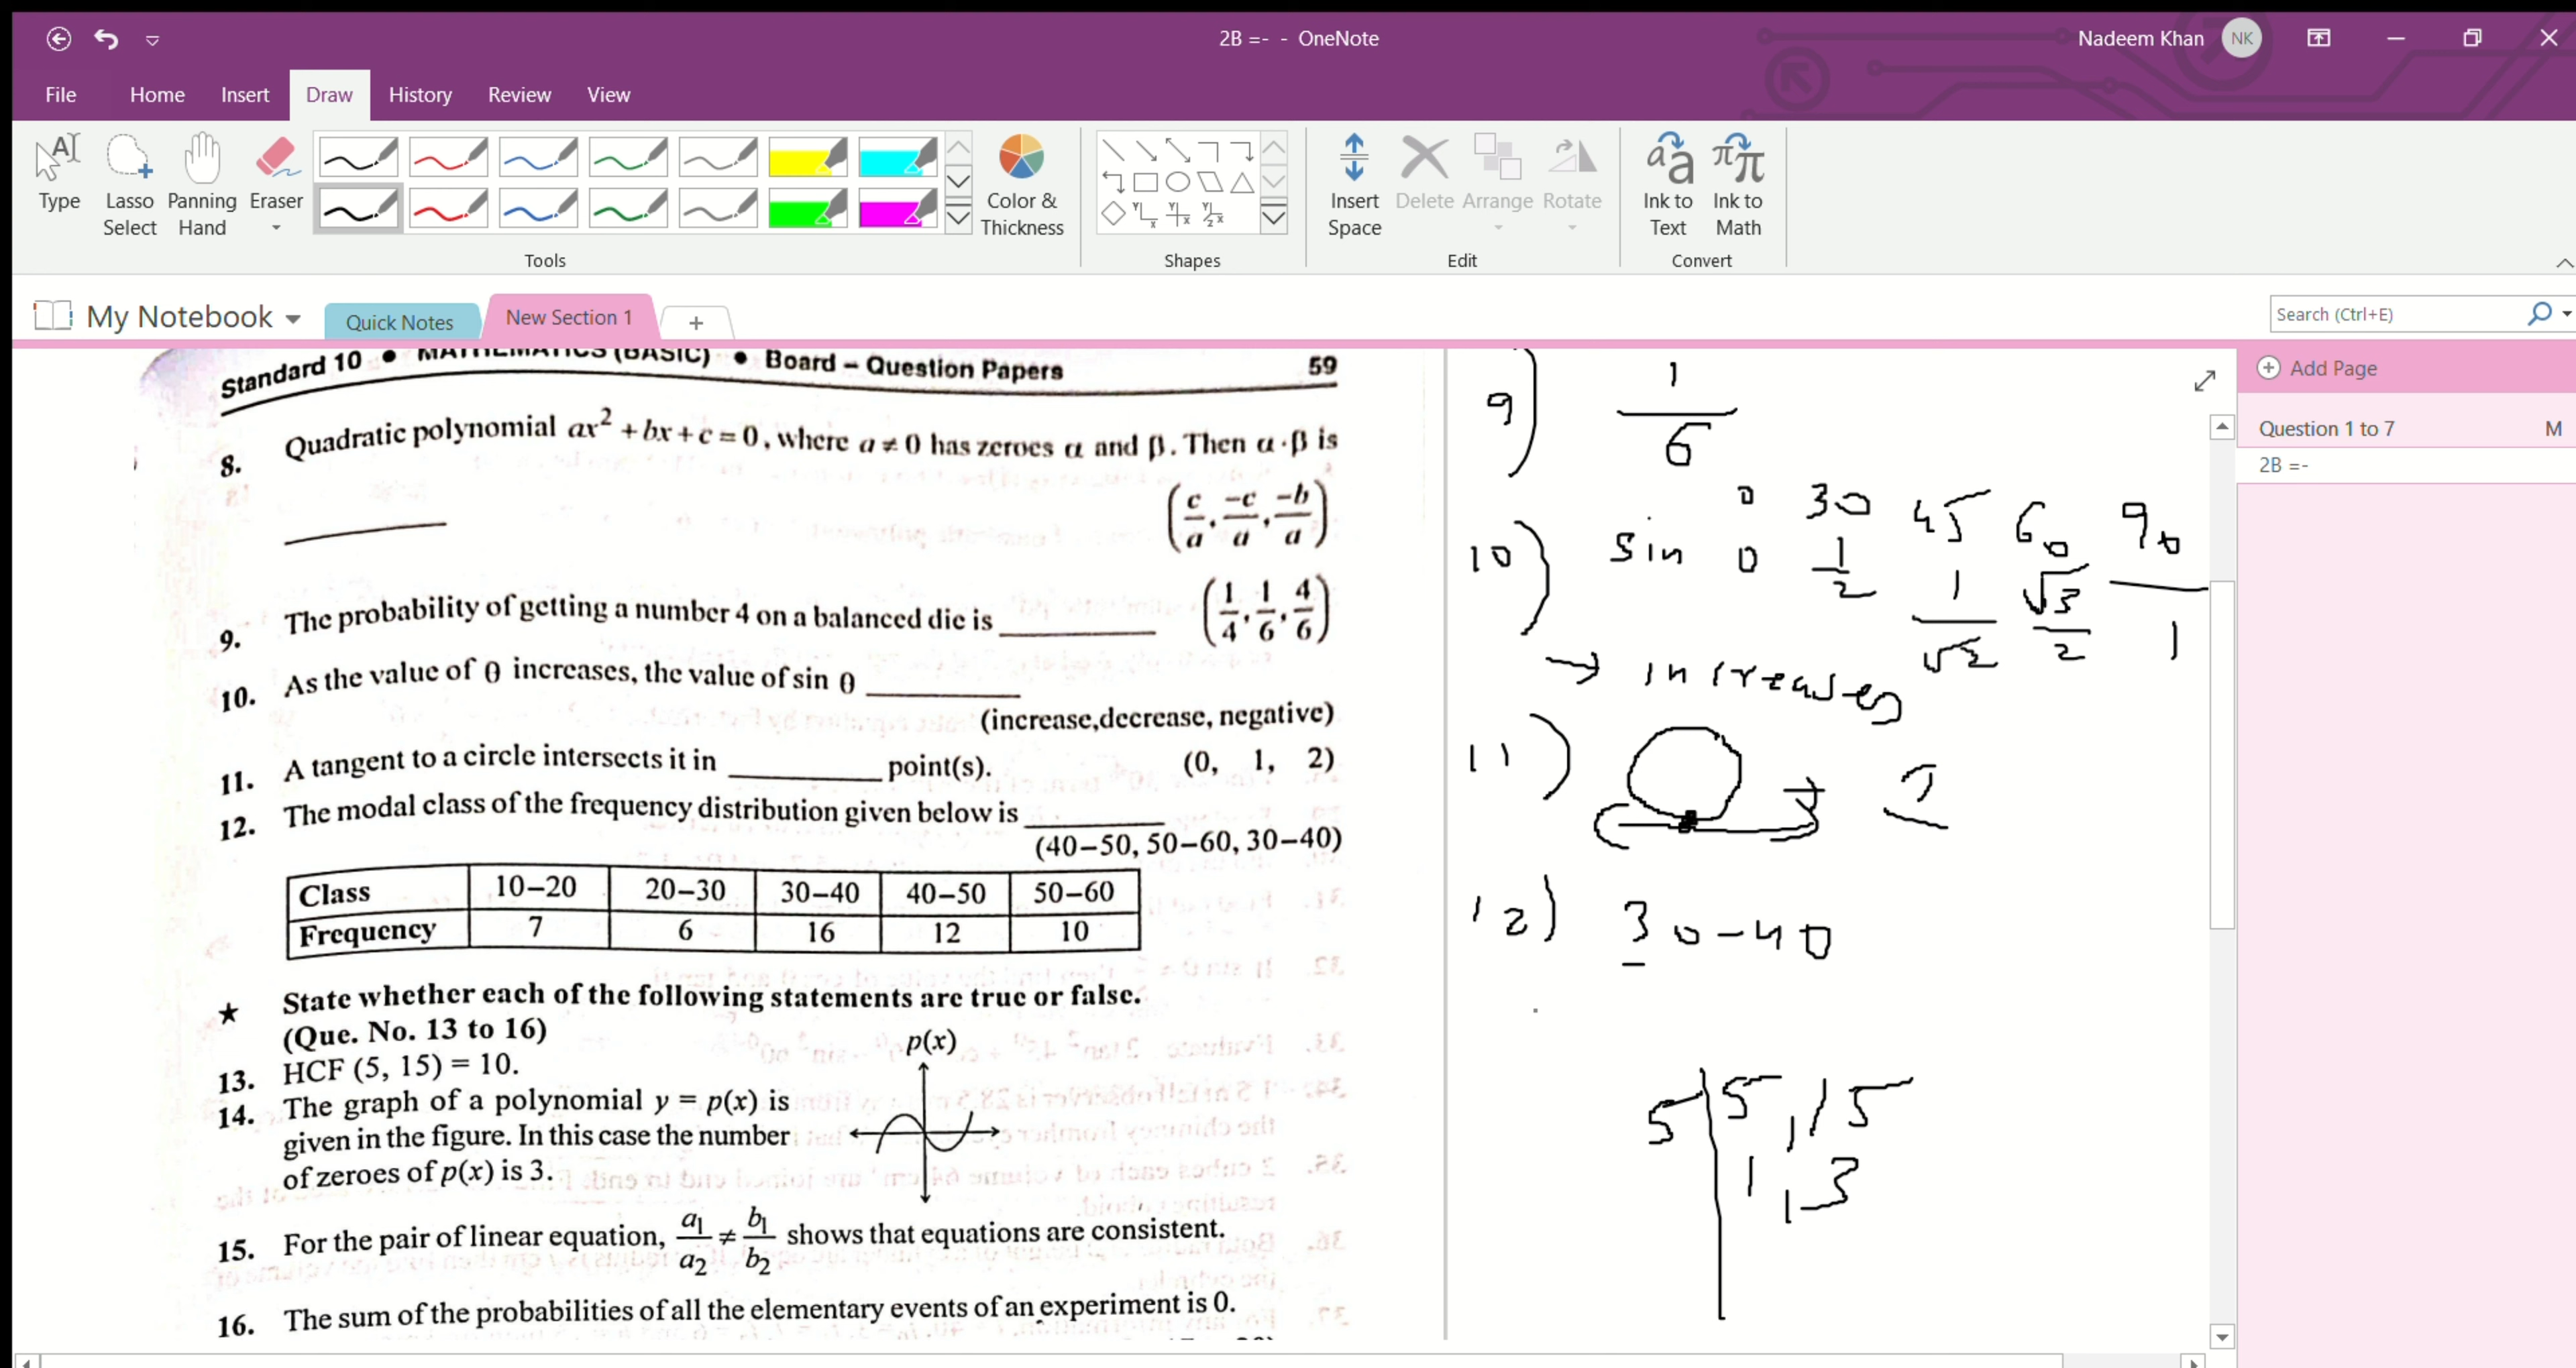 2B =- - OneNote
Nadeem Khan NK
File Home Insert Draw History Review View
Type Lasso Select Panning Hand Eraser
Color & Thickness
Insert Space Delete Arrange Rotate
Ink to Text Ink to Math
Tools Shapes Edit Convert
My Notebook Quick Notes New Section 1 +
Search (Ctrl+E)
Add Page
Question 1 to 7 M
2B =-
Standard 10 ● MATHEMATICS (BASIC) ● Board – Question Papers 59
8. Quadratic polynomial ax² + bx + c = 0, where a ≠ 0 has zeroes α and β. Then α · β is
______ (c/a, -c/a, -b/a)
9. The probability of getting a number 4 on a balanced die is ______ (1/4, 1/6, 4/6)
10. As the value of θ increases, the value of sin θ ______
(increase,decrease, negative)
11. A tangent to a circle intersects it in ______ point(s). (0, 1, 2)
12. The modal class of the frequency distribution given below is ______
(40–50, 50–60, 30–40)
Class 10–20 20–30 30–40 40–50 50–60
Frequency 7 6 16 12 10
★ State whether each of the following statements are true or false.
(Que. No. 13 to 16)
13. HCF (5, 15) = 10.
14. The graph of a polynomial y = p(x) is
given in the figure. In this case the number
of zeroes of p(x) is 3.
p(x)
15. For the pair of linear equation, a₁/a₂ ≠ b₁/b₂ shows that equations are consistent.
16. The sum of the probabilities of all the elementary events of an experiment is 0.
9) 1/6
0 30 45 60 90
10) sin 0 1/2 1/√2 √3/2 1
→ increases
11)
12) 30-40
5 | 5, 15
1, 3